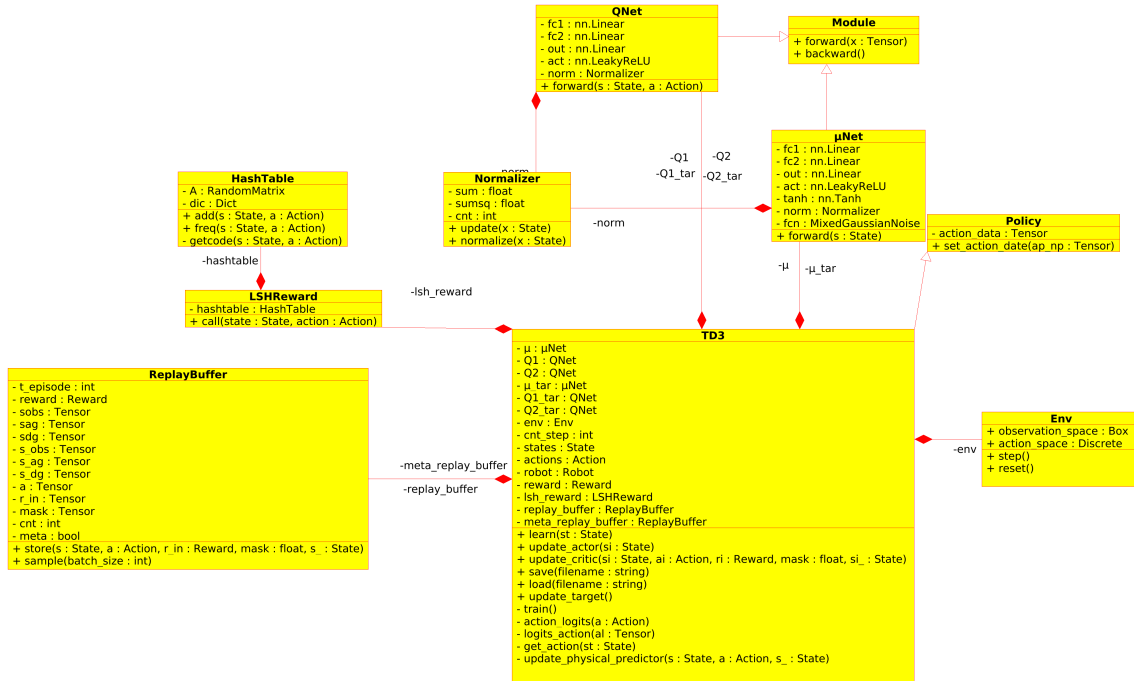 QNet
- fc1 : nn.Linear
- fc2 : nn.Linear
- out : nn.Linear
- act : nn.LeakyReLU
- norm : Normalizer
+ forward(s : State, a : Action)
Module
+ forward(x : Tensor)
+ backward()
µNet
- fc1 : nn.Linear
- fc2 : nn.Linear
- out : nn.Linear
- act : nn.LeakyReLU
- tanh : nn.Tanh
- norm : Normalizer
- fcn : MixedGaussianNoise
+ forward(s : State)
-Q1
-Q2
-Q1_tar
-Q2_tar
HashTable
- A : RandomMatrix
- dic : Dict
+ add(s : State, a : Action)
+ freq(s : State, a : Action)
- getcode(s : State, a : Action)
-norm
Normalizer
- sum : float
- sumsq : float
- cnt : int
+ update(x : State)
+ normalize(x : State)
-norm
Policy
- action_data : Tensor
+ set_action_date(ap_np : Tensor)
-hashtable
-µ
-µ_tar
LSHReward
- hashtable : HashTable
+ call(state : State, action : Action)
-lsh_reward
TD3
- µ : µNet
- Q1 : QNet
- Q2 : QNet
- µ_tar : µNet
- Q1_tar : QNet
- Q2_tar : QNet
- env : Env
- cnt_step : int
- states : State
- actions : Action
- robot : Robot
- reward : Reward
- lsh_reward : LSHReward
- replay_buffer : ReplayBuffer
- meta_replay_buffer : ReplayBuffer
+ learn(st : State)
+ update_actor(si : State)
+ update_critic(si : State, ai : Action, ri : Reward, mask : float, si_ : State)
+ save(filename : string)
+ load(filename : string)
+ update_target()
- train()
- action_logits(a : Action)
- logits_action(al : Tensor)
- get_action(st : State)
- update_physical_predictor(s : State, a : Action, s_ : State)
ReplayBuffer
- t_episode : int
- reward : Reward
- sobs : Tensor
- sag : Tensor
- sdg : Tensor
- s_obs : Tensor
- s_ag : Tensor
- s_dg : Tensor
- a : Tensor
- r_in : Tensor
- mask : Tensor
- cnt : int
- meta : bool
+ store(s : State, a : Action, r_in : Reward, mask : float, s_ : State)
+ sample(batch_size : int)
-meta_replay_buffer
-replay_buffer
Env
+ observation_space : Box
+ action_space : Discrete
+ step()
+ reset()
-env